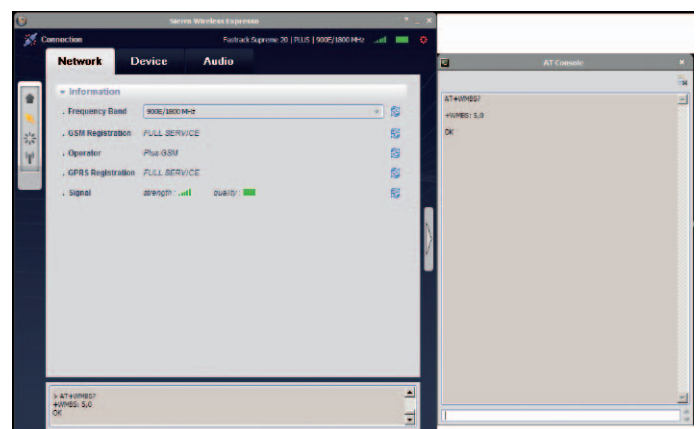 Sierra Wireless Expresso
Connection
Fastrack Supreme 20 | PLUS | 900E/1800 MHz
Network Device Audio
Information
. Frequency Band 900E/1800 MHz
. GSM Registration FULL SERVICE
. Operator Plus GSM
. GPRS Registration FULL SERVICE
. Signal strength : quality :
> AT+WMBS?
+WMBS: 5,0
OK
AT Console
AT+WMBS?
+WMBS: 5,0
OK